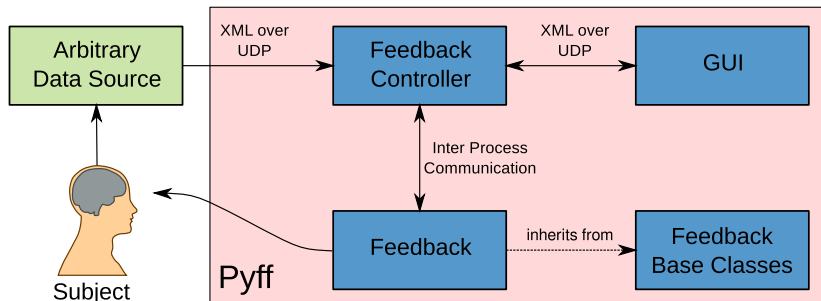 Arbitrary
Data Source
XML over
UDP
Feedback
Controller
XML over
UDP
GUI
Inter Process
Communication
Feedback
inherits from
Feedback
Base Classes
Subject
Pyff